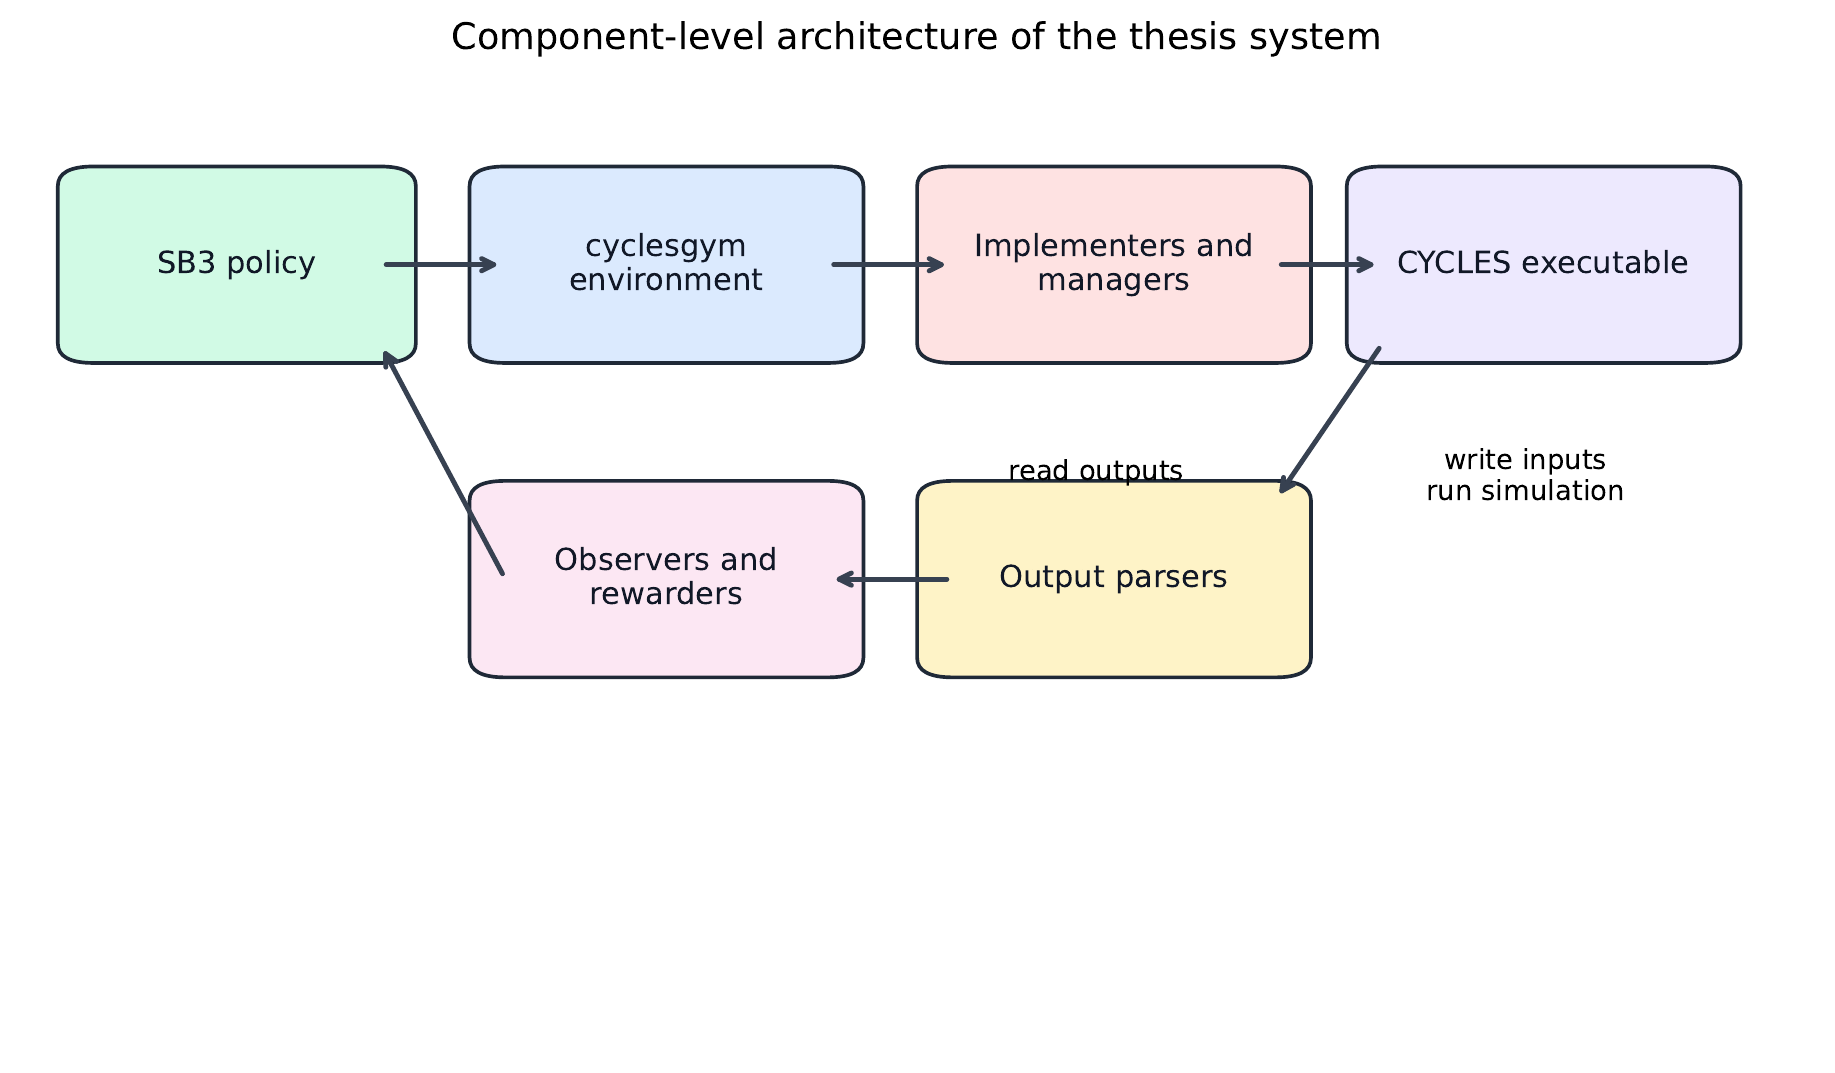 Component-level architecture of the thesis system
SB3 policy
cyclesgym
environment
Implementers and
managers
CYCLES executable
read outputs
write inputs
run simulation
Observers and
rewarders
Output parsers